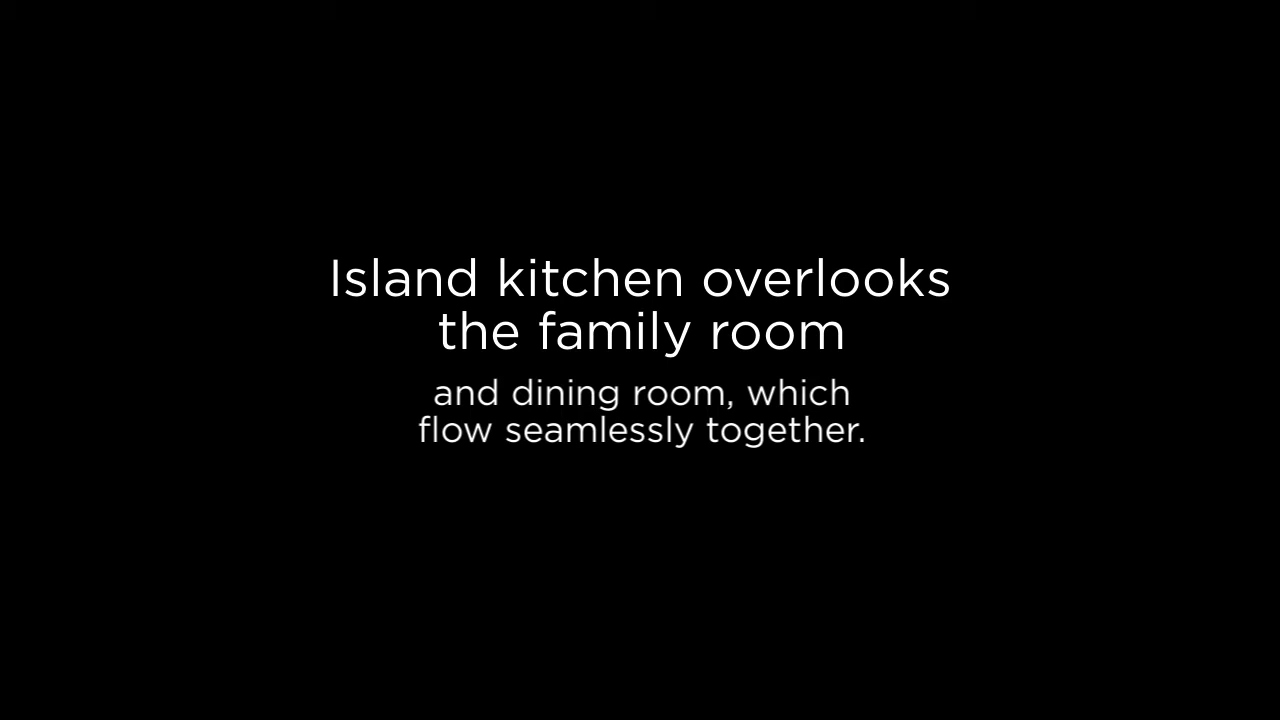 Island kitchen overlooks
the family room
and dining room, which
flow seamlessly together.